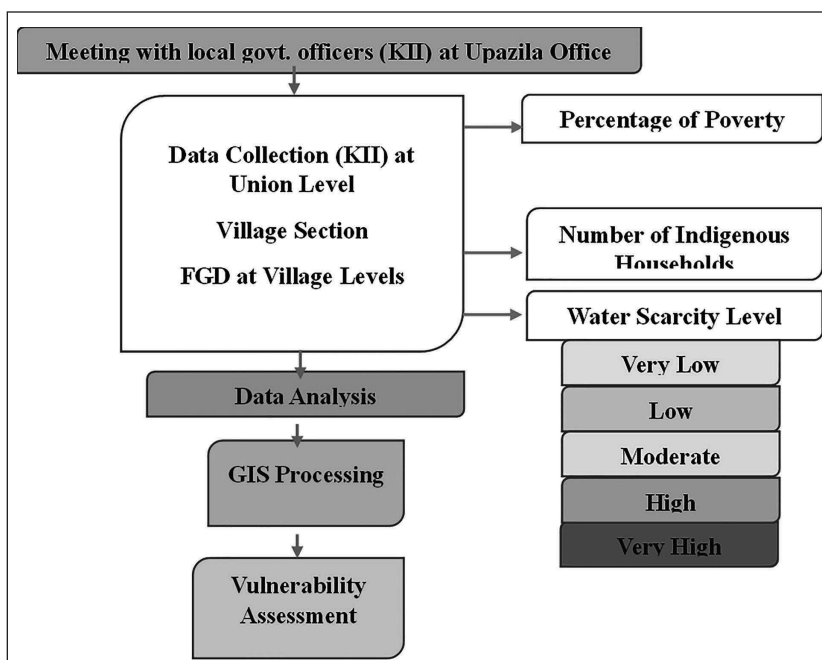 Meeting with local govt. officers (KII) at Upazila Office
Data Collection (KII) at
Union Level
Village Section
FGD at Village Levels
Percentage of Poverty
Number of Indigenous
Households
Water Scarcity Level
Very Low
Low
Moderate
High
Very High
Data Analysis
GIS Processing
Vulnerability
Assessment